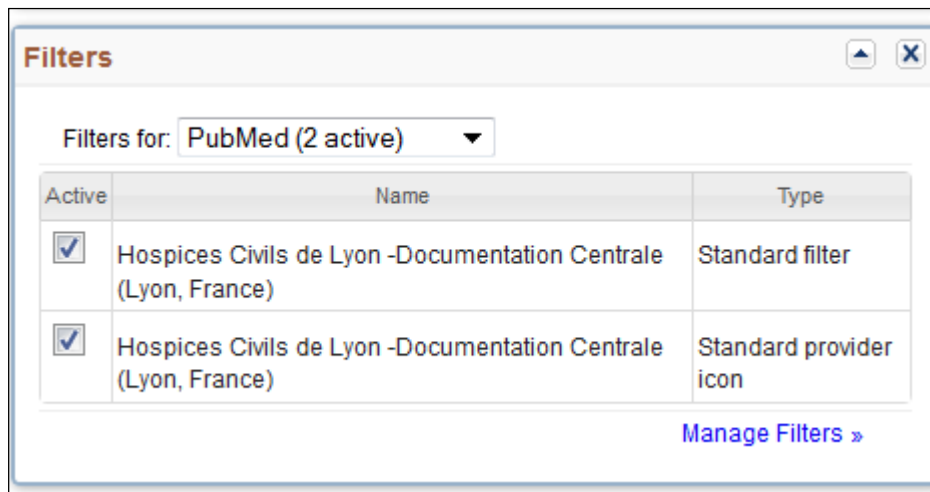 Filters
Filters for: PubMed (2 active)
Active Name Type
Hospices Civils de Lyon -Documentation Centrale Standard filter
(Lyon, France)
Hospices Civils de Lyon -Documentation Centrale Standard provider
(Lyon, France) icon
Manage Filters »